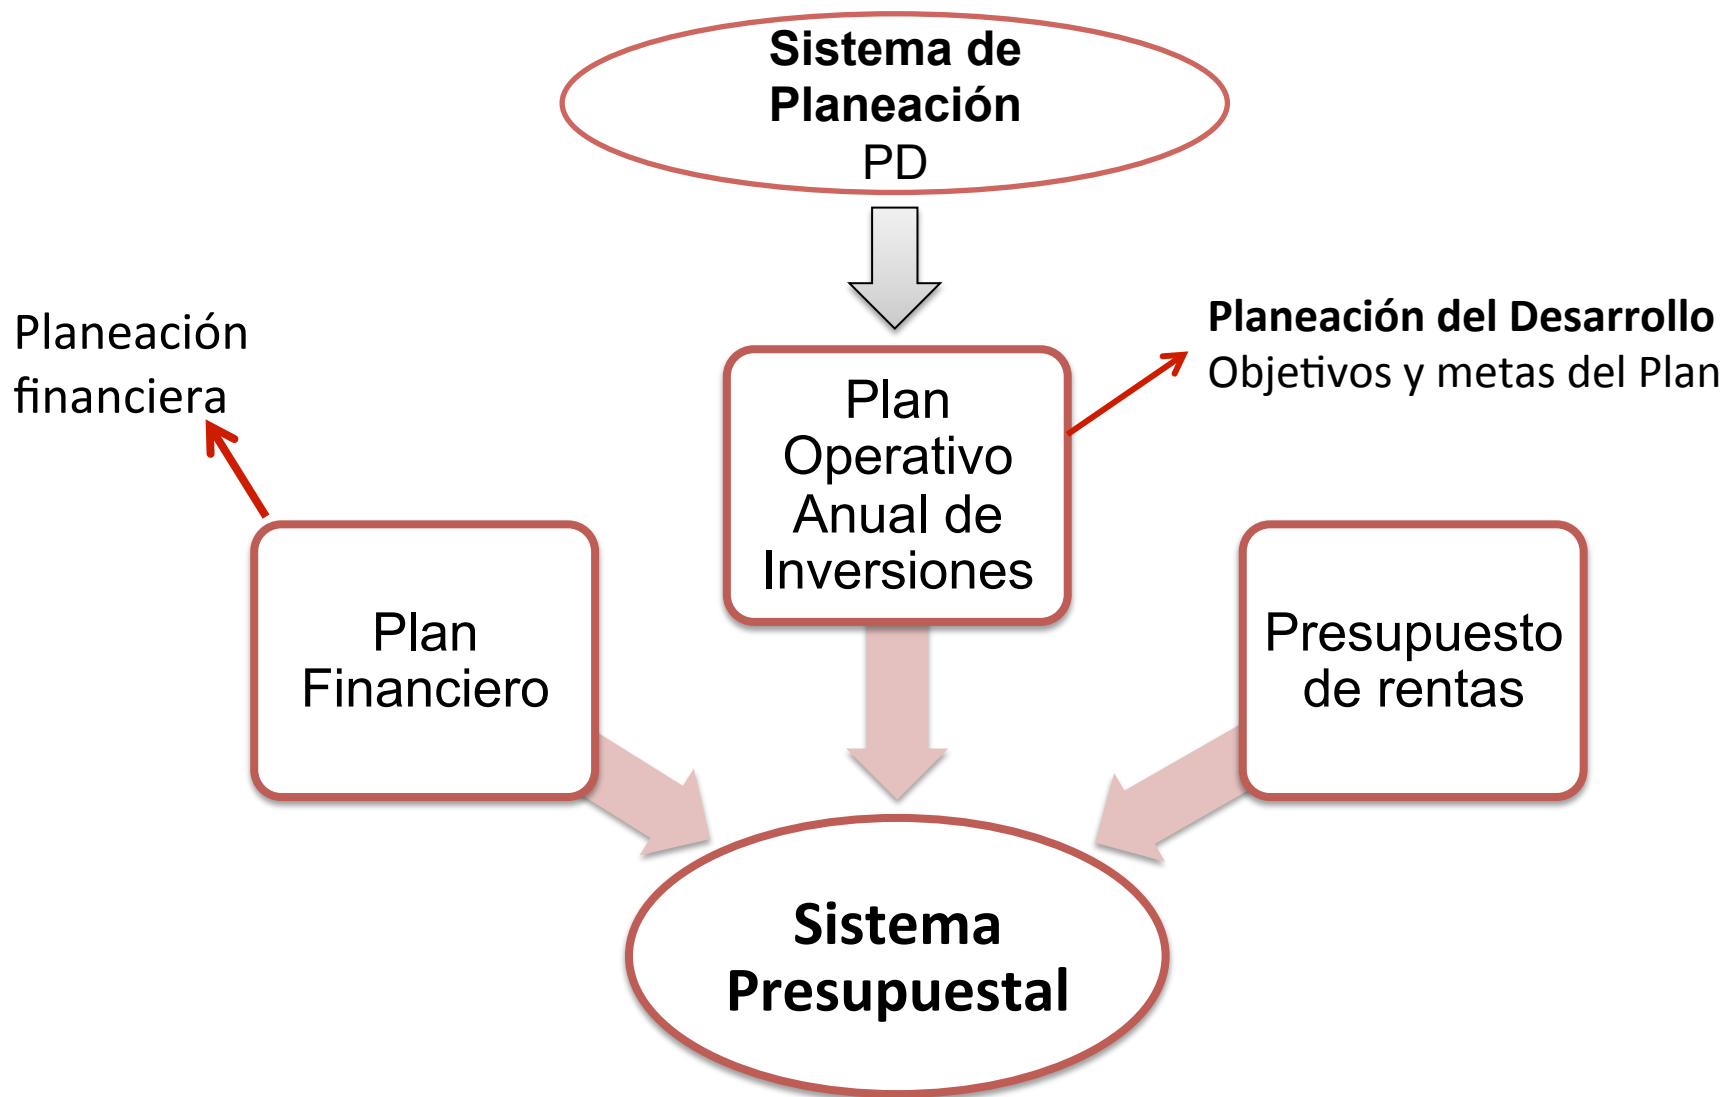 Sistema de
Planeación
PD
Planeación
financiera
Planeación del Desarrollo
Objetivos y metas del Plan
Plan
Operativo
Anual de
Inversiones
Plan
Financiero
Presupuesto
de rentas
Sistema
Presupuestal